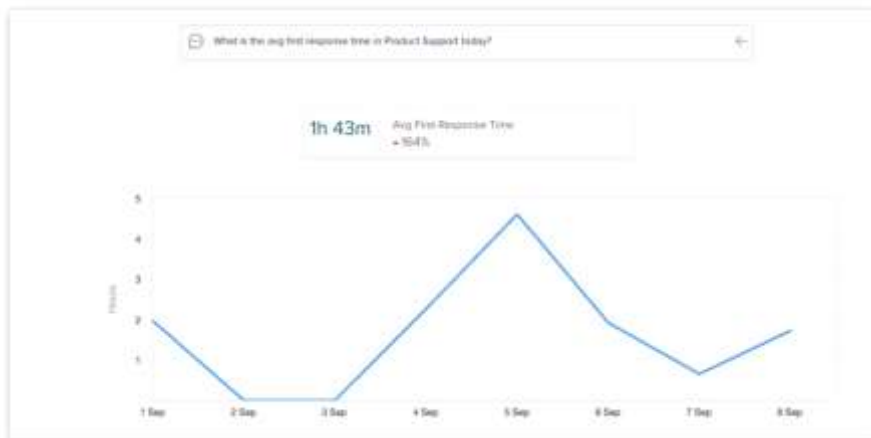 What is the avg first response time in Product Support today?
1h 43m
Avg First Response Time
164%
5
4
3
2
1
Hours
1 Sep 2 Sep 3 Sep 4 Sep 5 Sep 6 Sep 7 Sep 8 Sep